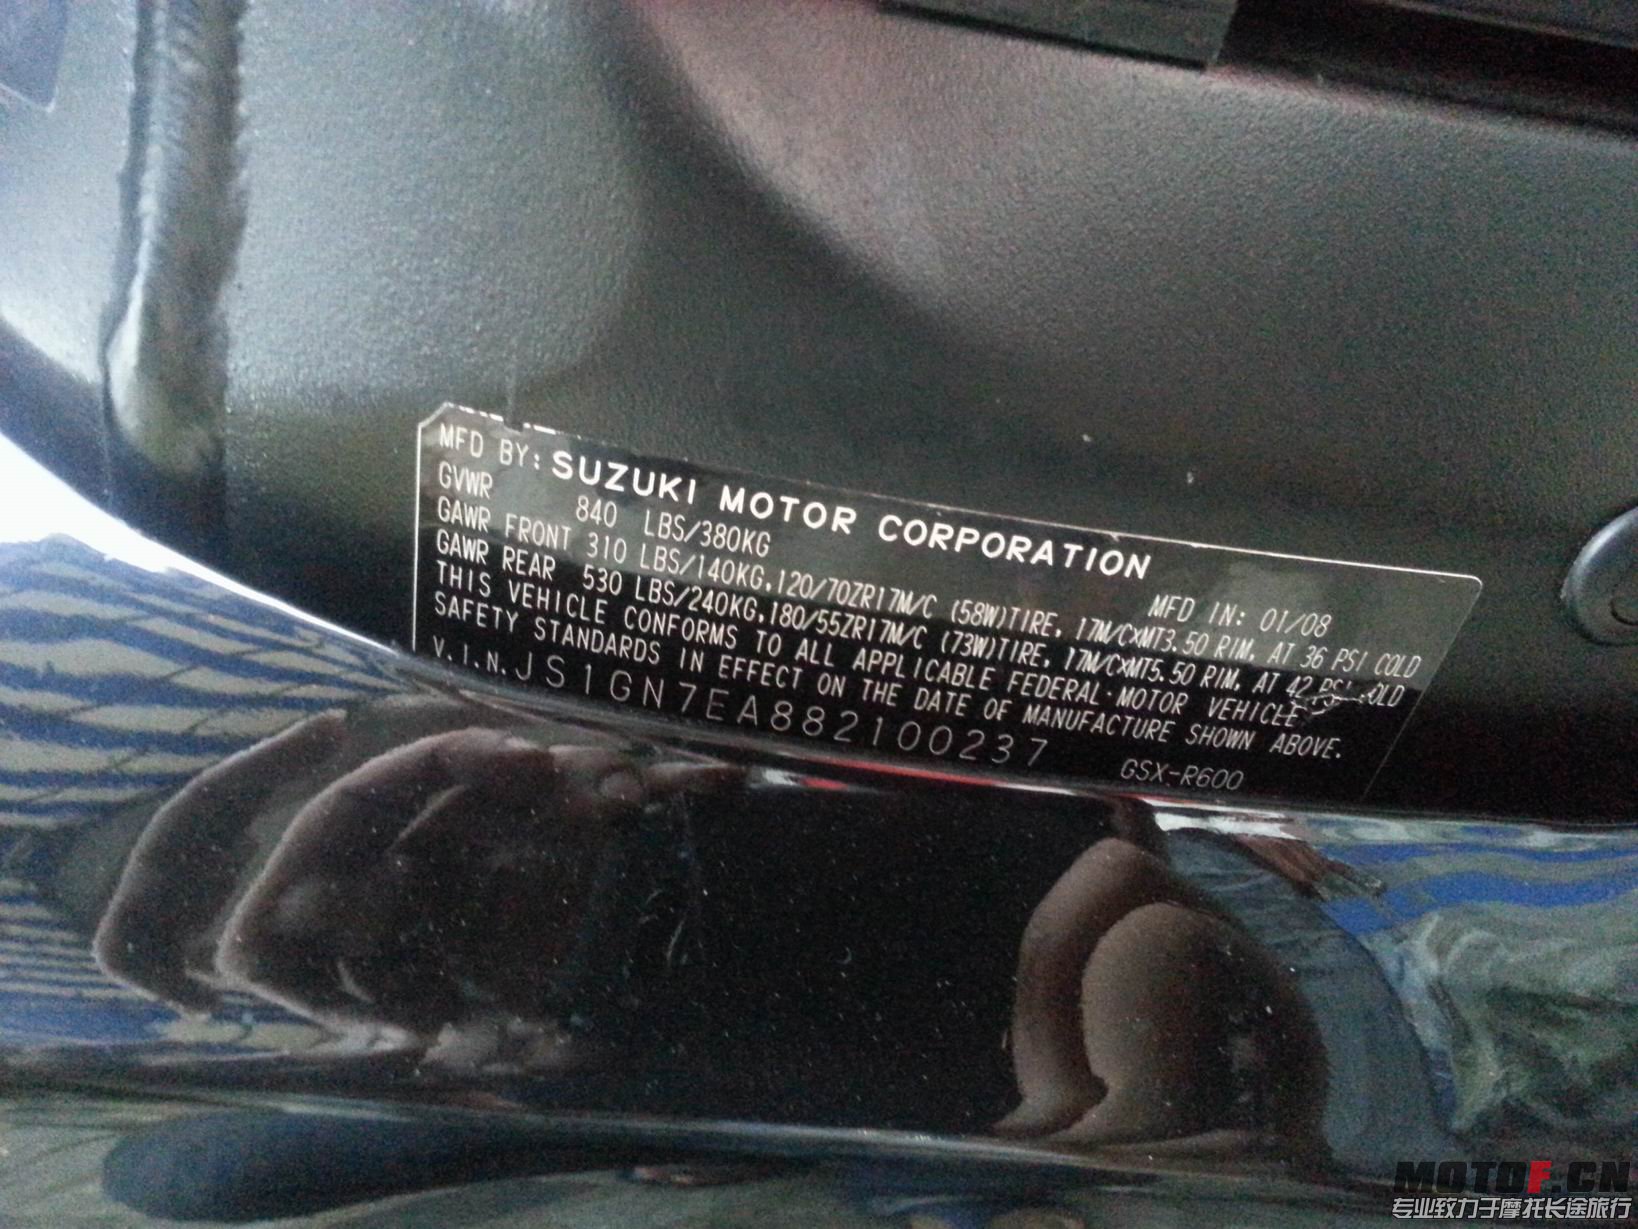 MFD BY: SUZUKI MOTOR CORPORATION
GVWR 840 LBS/380KG MFD IN: 01/08
GAWR FRONT 310 LBS/140KG,120/70ZR17M/C (58W)TIRE, 17M/C×MT3.50 RIM, AT 36 PSI COLD
GAWR REAR 530 LBS/240KG,180/55ZR17M/C (73W)TIRE, 17M/C×MT5.50 RIM, AT 42 PSI COLD
THIS VEHICLE CONFORMS TO ALL APPLICABLE FEDERAL MOTOR VEHICLE
SAFETY STANDARDS IN EFFECT ON THE DATE OF MANUFACTURE SHOWN ABOVE.
V.I.N. JS1GN7EA882100237 GSX-R600
MOTOF.CN
专业致力于摩托长途旅行